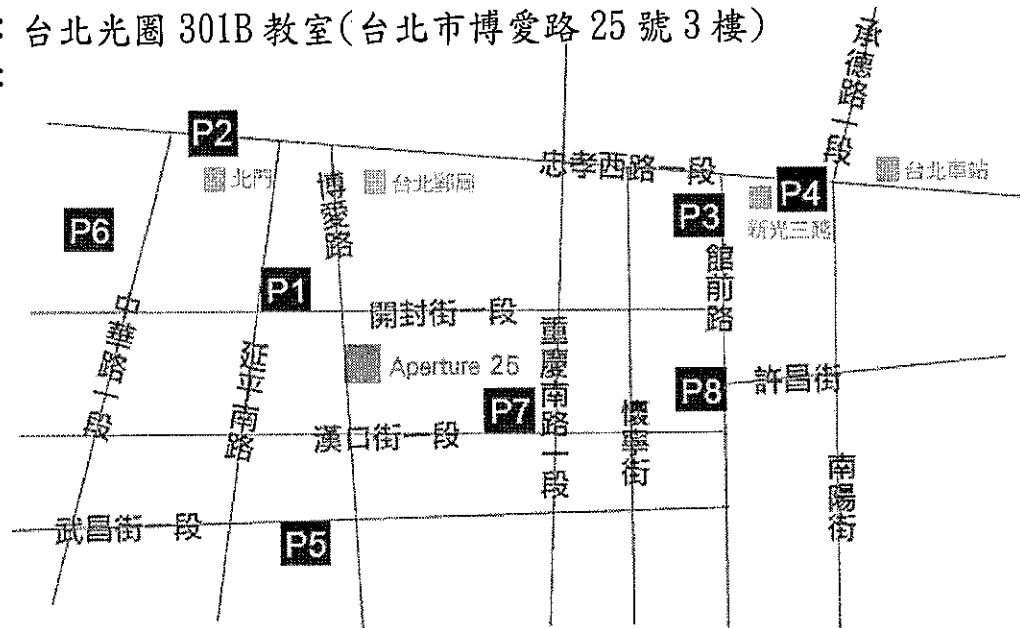 ：台北光圈 301B 教室(台北市博愛路 25 號 3 樓)
：
承德路一段
P2
忠孝西路一段
台北車站
北門
博愛路
台北郵局
P4
P3
新光三越
P6
館前路
P1
中華路一段
開封街一段
重慶南路一段
延平南路
Aperture 25
P8
許昌街
P7
懷寧街
漢口街一段
南陽街
武昌街一段
P5